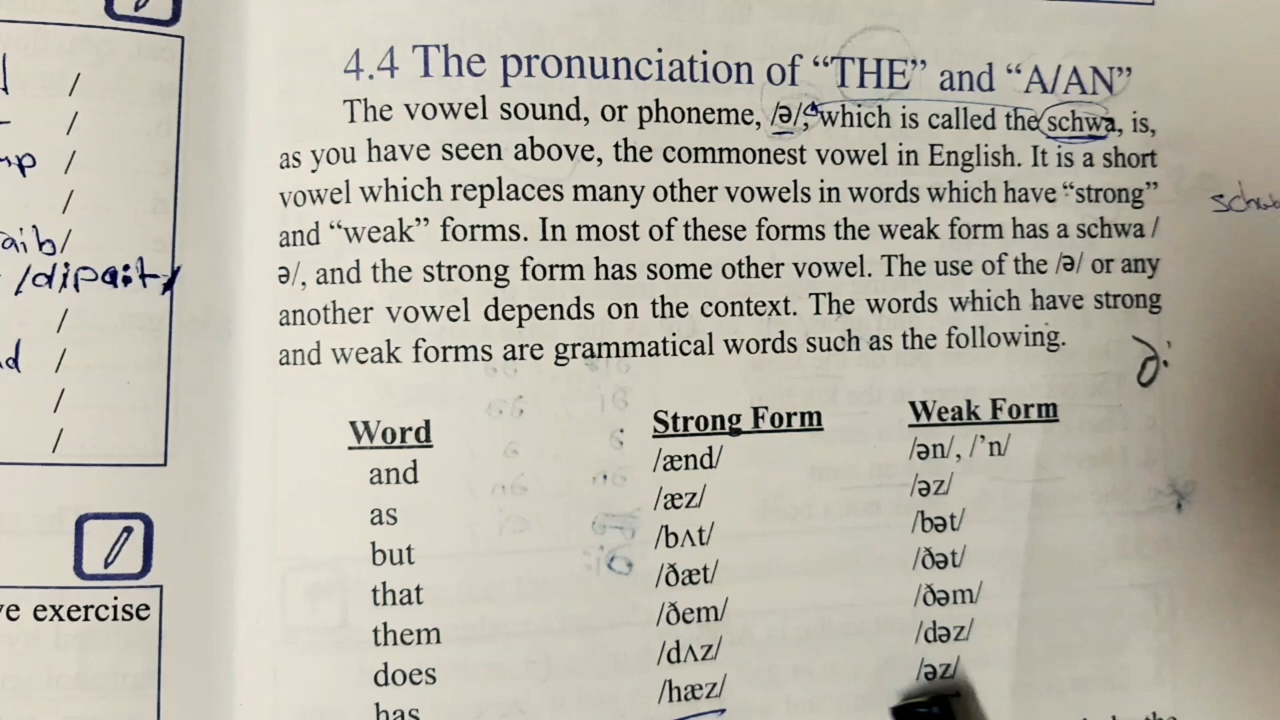 4.4 The pronunciation of “THE” and “A/AN”
The vowel sound, or phoneme, /ə/, which is called the schwa, is,
as you have seen above, the commonest vowel in English. It is a short
vowel which replaces many other vowels in words which have “strong”
and “weak” forms. In most of these forms the weak form has a schwa /
ə/, and the strong form has some other vowel. The use of the /ə/ or any
another vowel depends on the context. The words which have strong
and weak forms are grammatical words such as the following.
Word Strong Form Weak Form
and /ænd/ /ən/, /’n/
as /æz/ /əz/
but /bʌt/ /bət/
that /ðæt/ /ðət/
them /ðem/ /ðəm/
does /dʌz/ /dəz/
has /hæz/ /əz/
aib/
/dipaity
exercise